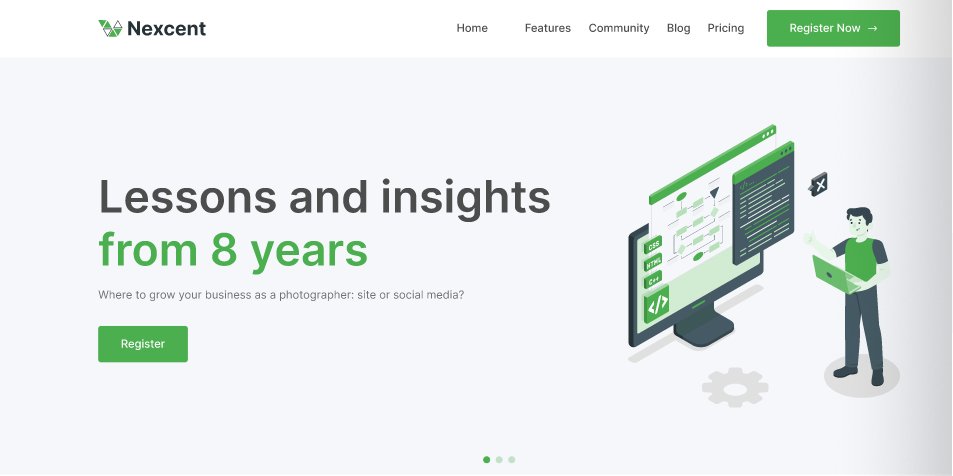 Nexcent
Home Features Community Blog Pricing Register Now →
Lessons and insights
from 8 years
Where to grow your business as a photographer: site or social media?
Register
CSS
HTML
C++
</>